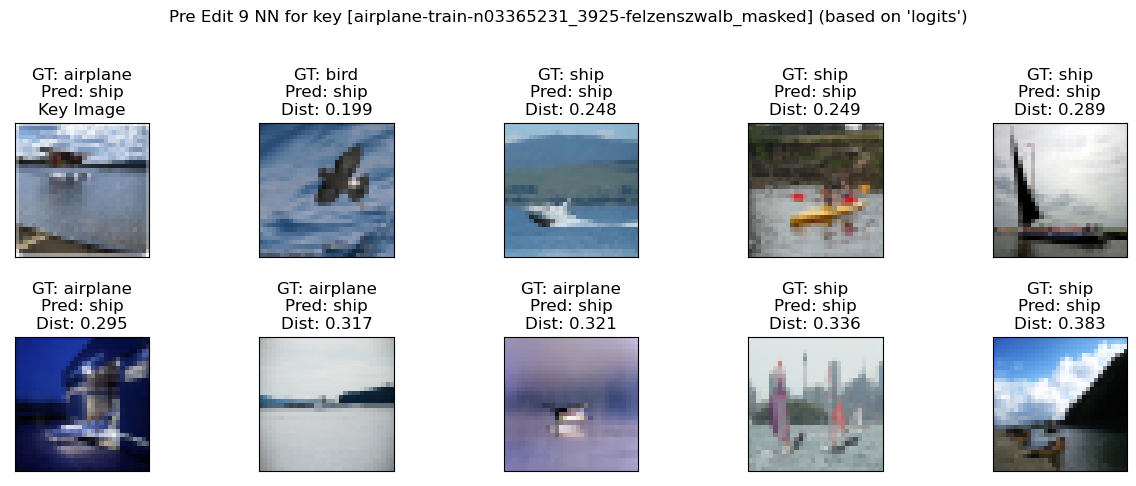 Pre Edit 9 NN for key [airplane-train-n03365231_3925-felzenszwalb_masked] (based on 'logits')
GT: airplane
Pred: ship
Key Image
GT: bird
Pred: ship
Dist: 0.199
GT: ship
Pred: ship
Dist: 0.248
GT: ship
Pred: ship
Dist: 0.249
GT: ship
Pred: ship
Dist: 0.289
GT: airplane
Pred: ship
Dist: 0.295
GT: airplane
Pred: ship
Dist: 0.317
GT: airplane
Pred: ship
Dist: 0.321
GT: ship
Pred: ship
Dist: 0.336
GT: ship
Pred: ship
Dist: 0.383